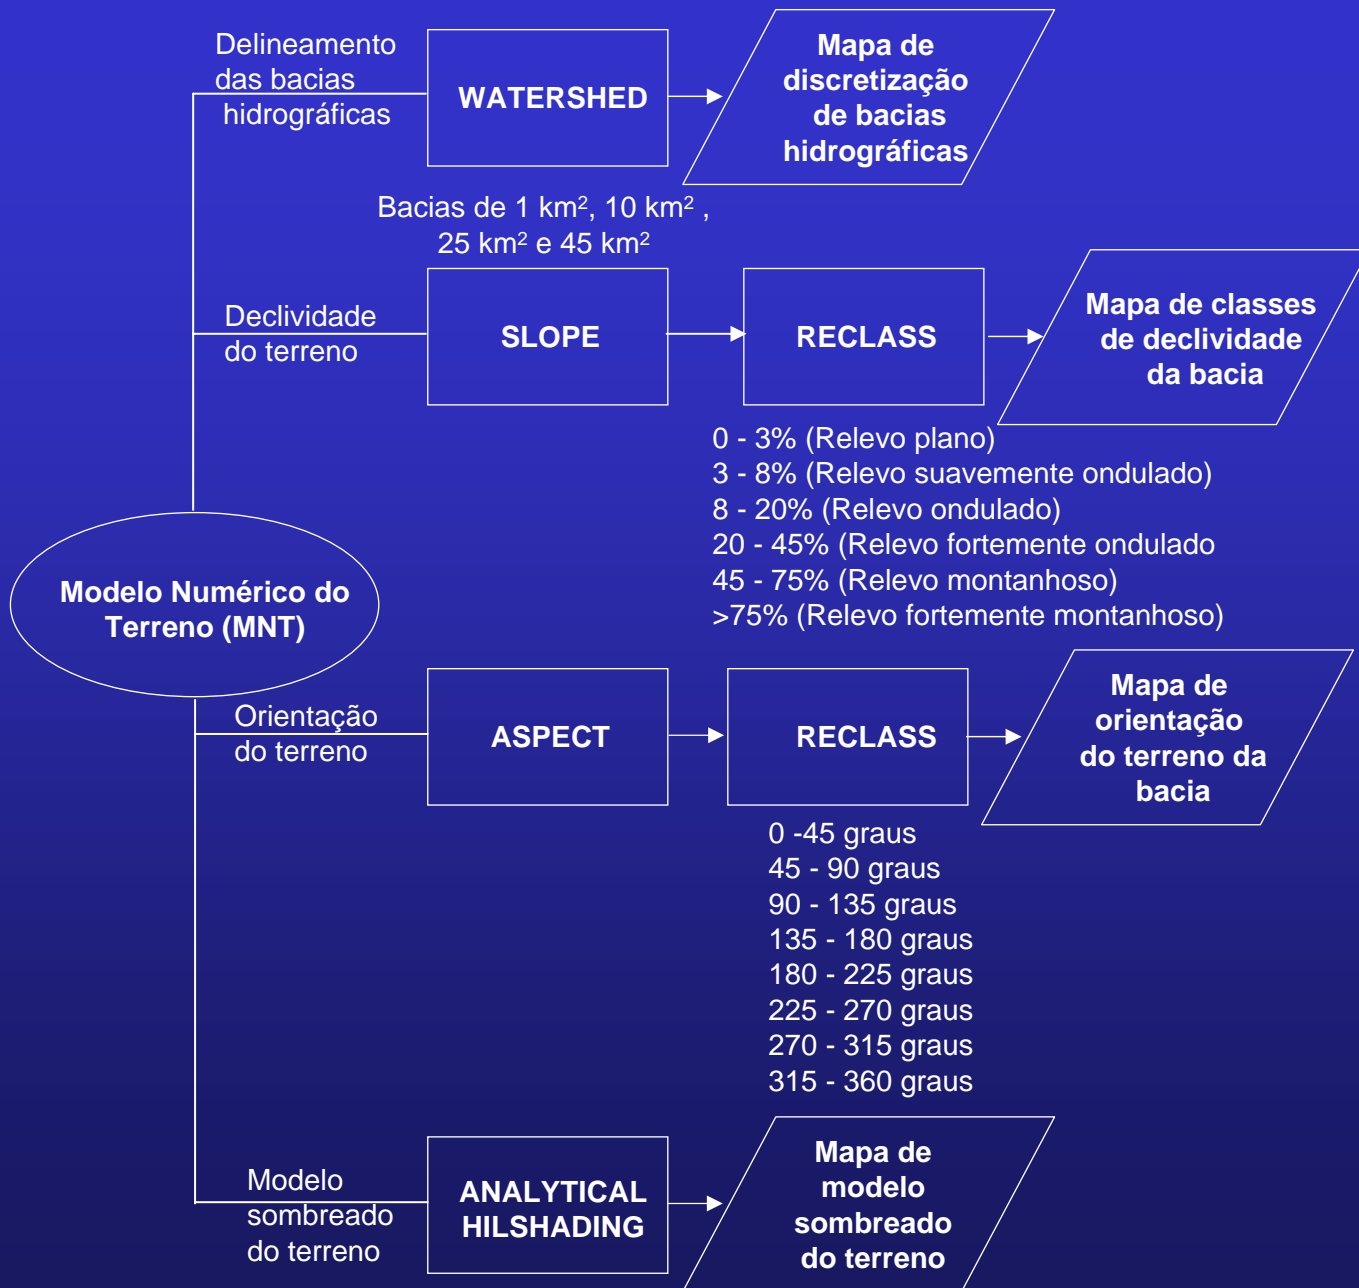 Delineamento
das bacias
hidrográficas
WATERSHED
Mapa de
discretização
de bacias
hidrográficas
Bacias de 1 km², 10 km² ,
25 km² e 45 km²
Declividade
do terreno
SLOPE
RECLASS
Mapa de classes
de declividade
da bacia
0 - 3% (Relevo plano)
3 - 8% (Relevo suavemente ondulado)
8 - 20% (Relevo ondulado)
20 - 45% (Relevo fortemente ondulado
45 - 75% (Relevo montanhoso)
>75% (Relevo fortemente montanhoso)
Modelo Numérico do
Terreno (MNT)
Orientação
do terreno
ASPECT
RECLASS
Mapa de
orientação
do terreno da
bacia
0 -45 graus
45 - 90 graus
90 - 135 graus
135 - 180 graus
180 - 225 graus
225 - 270 graus
270 - 315 graus
315 - 360 graus
Modelo
sombreado
do terreno
ANALYTICAL
HILSHADING
Mapa de
modelo
sombreado
do terreno